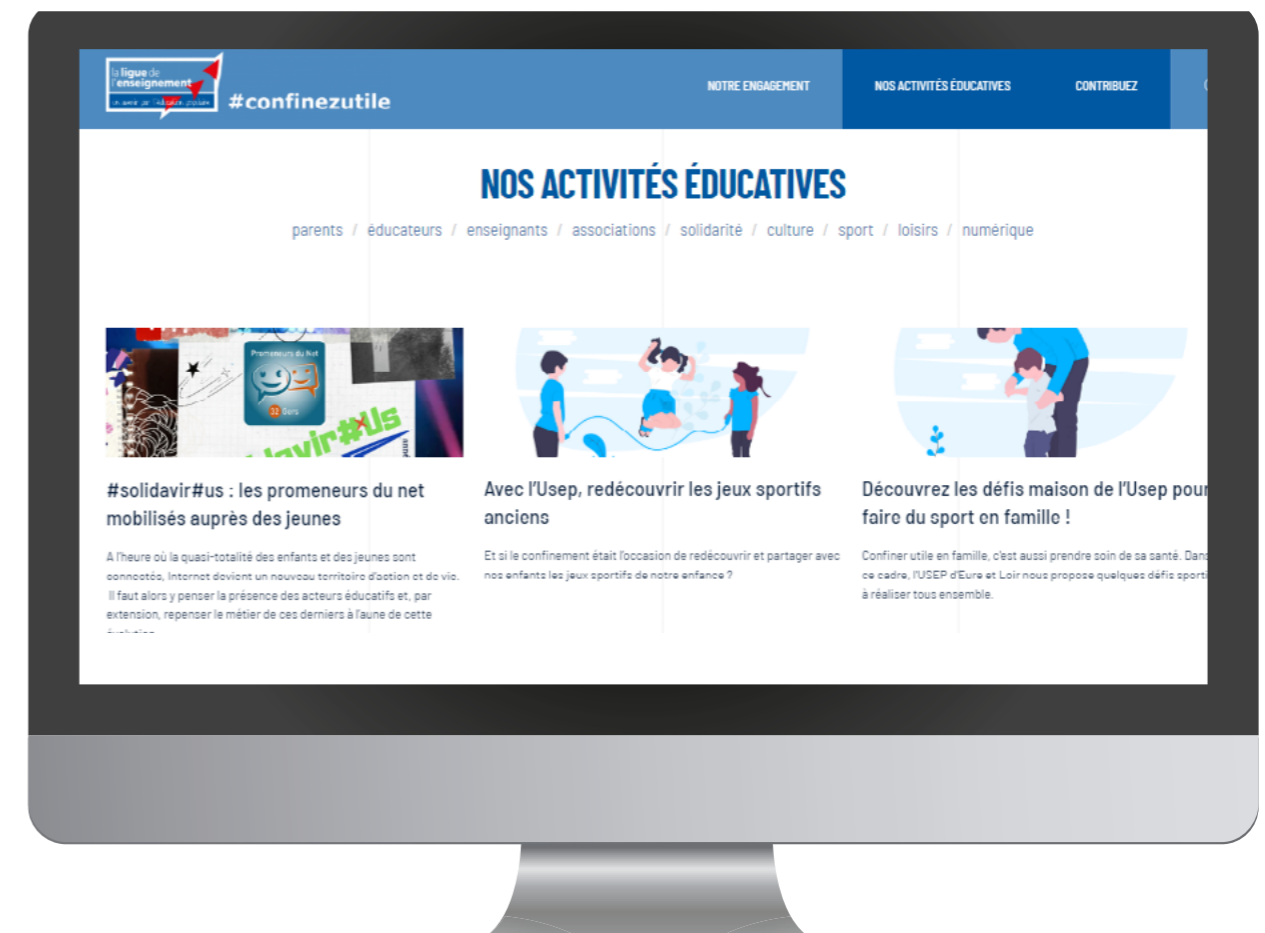 la ligue de
l'enseignement
#confinezutile
NOTRE ENGAGEMENT
NOS ACTIVITÉS ÉDUCATIVES
CONTRIBUEZ
NOS ACTIVITÉS ÉDUCATIVES
parents / éducateurs / enseignants / associations / solidarité / culture / sport / loisirs / numérique
Promeneurs du Net
32 Gers
#solidavir#us : les promeneurs du net
mobilisés auprès des jeunes
A l'heure où la quasi-totalité des enfants et des jeunes sont
connectés, Internet devient un nouveau territoire d'action et de vie.
Il faut alors y penser la présence des acteurs éducatifs et, par
extension, repenser le métier de ces derniers à l'aune de cette
Avec l'Usep, redécouvrir les jeux sportifs
anciens
Et si le confinement était l'occasion de redécouvrir et partager avec
nos enfants les jeux sportifs de notre enfance ?
Découvrez les défis maison de l'Usep pour
faire du sport en famille !
Confiner utile en famille, c'est aussi prendre soin de sa santé. Dans
ce cadre, l'USEP d'Eure et Loir nous propose quelques défis sporti
à réaliser tous ensemble.